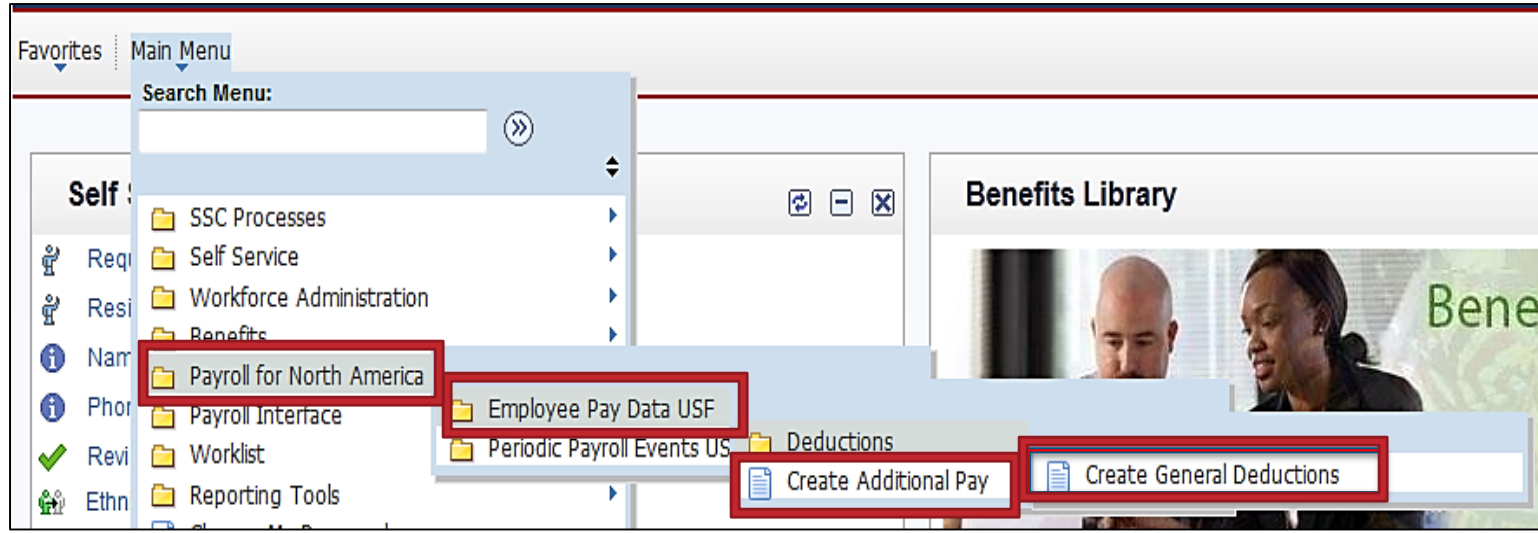 Favorites Main Menu
Search Menu:
Self
Benefits Library
SSC Processes
Requ
Self Service
Resi
Workforce Administration
Bene
Benefits
Nam
Payroll for North America
Employee Pay Data USF
Phor
Payroll Interface
Periodic Payroll Events US
Deductions
Revi
Worklist
Create Additional Pay
Create General Deductions
Ethn
Reporting Tools